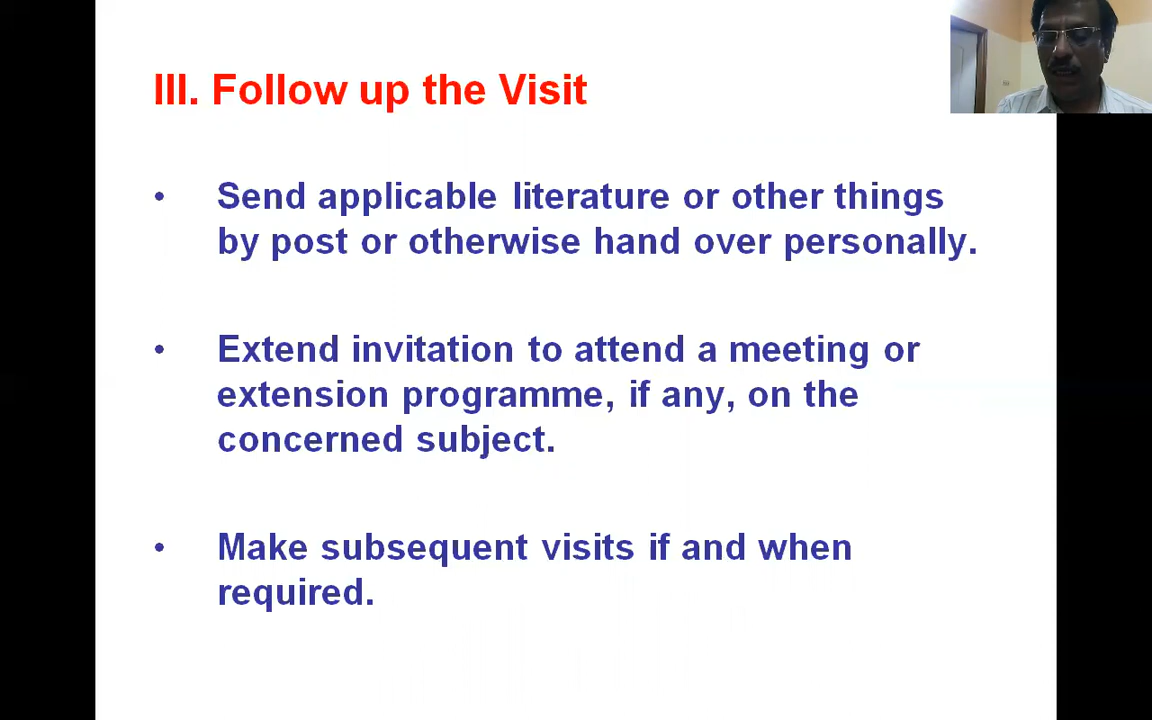 III. Follow up the Visit
• Send applicable literature or other things
by post or otherwise hand over personally.
• Extend invitation to attend a meeting or
extension programme, if any, on the
concerned subject.
• Make subsequent visits if and when
required.